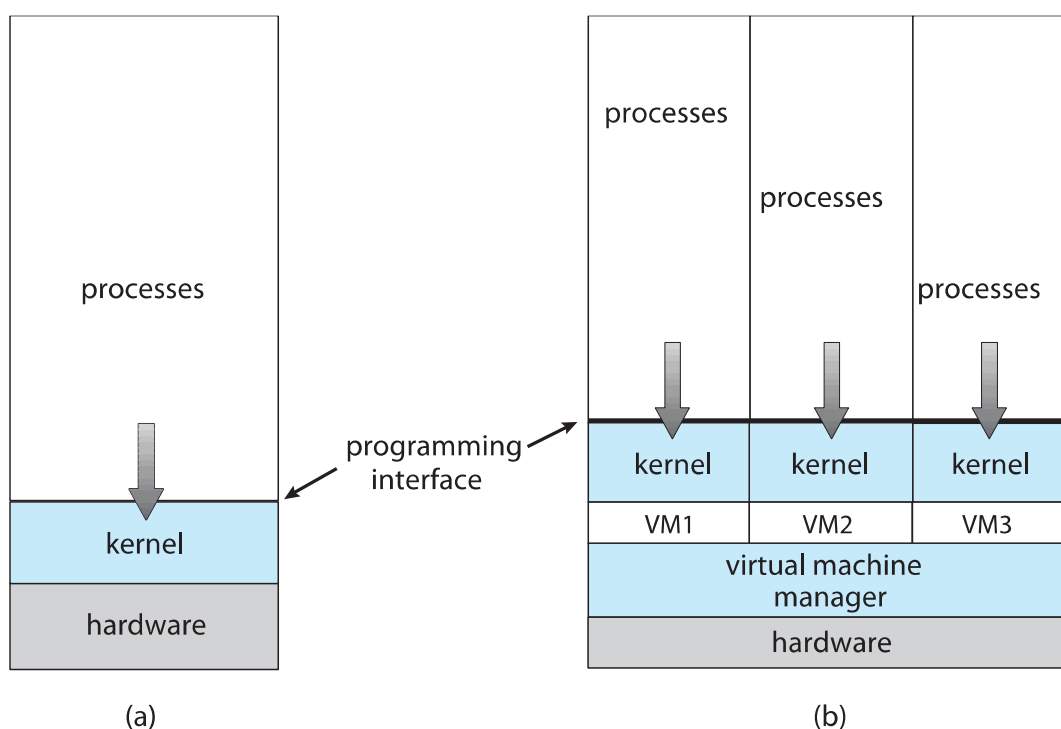 processes
kernel
hardware
(a)
programming
interface
processes
processes
processes
kernel
kernel
kernel
VM1
VM2
VM3
virtual machine
manager
hardware
(b)